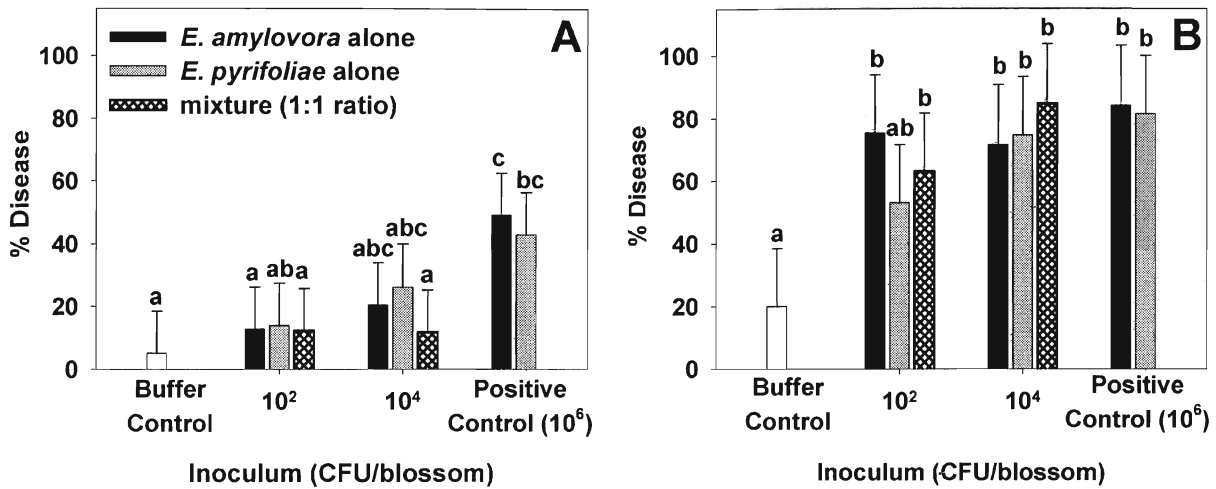 A
E. amylovora alone
E. pyrifoliae alone
mixture (1:1 ratio)
% Disease
100
80
60
40
20
0
a
a ab a
abc abc a
c bc
Buffer Control
10²
10⁴
Positive Control (10⁶)
Inoculum (CFU/blossom)
B
% Disease
100
80
60
40
20
0
a
b ab b
b b b
b b
Buffer Control
10²
10⁴
Positive Control (10⁶)
Inoculum (CFU/blossom)